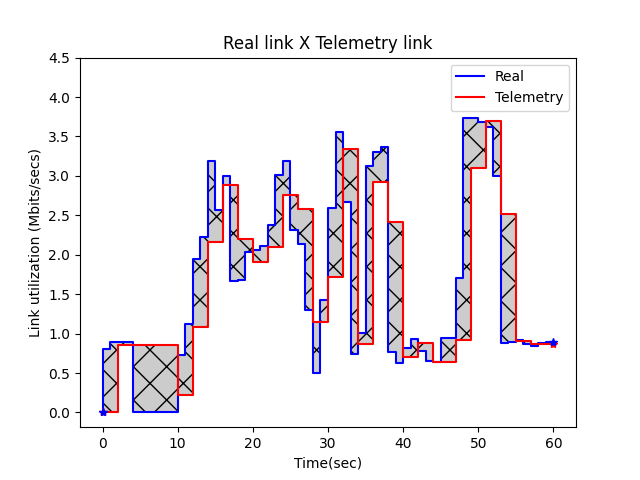 Real link X Telemetry link
Real
Telemetry
Link utilization (Mbits/secs)
4.5
4.0
3.5
3.0
2.5
2.0
1.5
1.0
0.5
0.0
0 10 20 30 40 50 60
Time(sec)